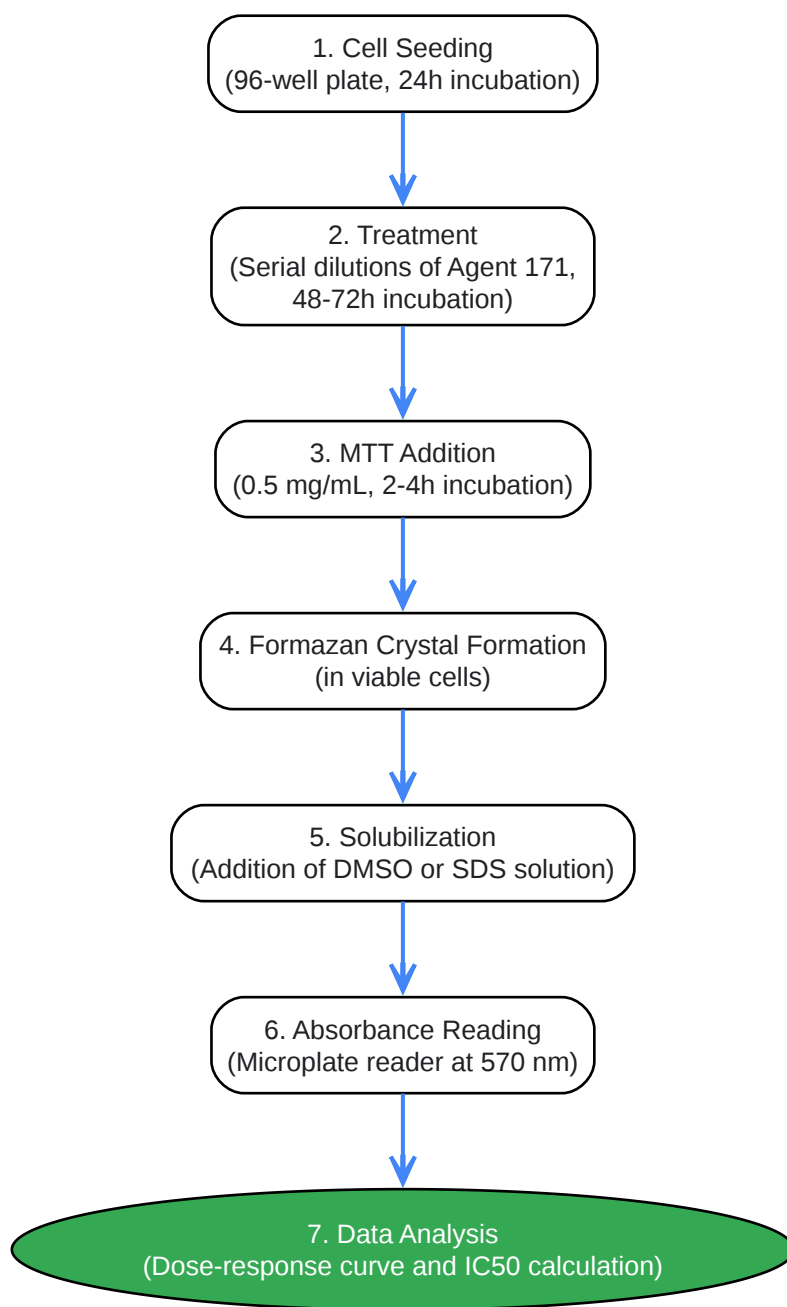 1. Cell Seeding
(96-well plate, 24h incubation)
2. Treatment
(Serial dilutions of Agent 171,
48-72h incubation)
3. MTT Addition
(0.5 mg/mL, 2-4h incubation)
4. Formazan Crystal Formation
(in viable cells)
5. Solubilization
(Addition of DMSO or SDS solution)
6. Absorbance Reading
(Microplate reader at 570 nm)
7. Data Analysis
(Dose-response curve and IC50 calculation)